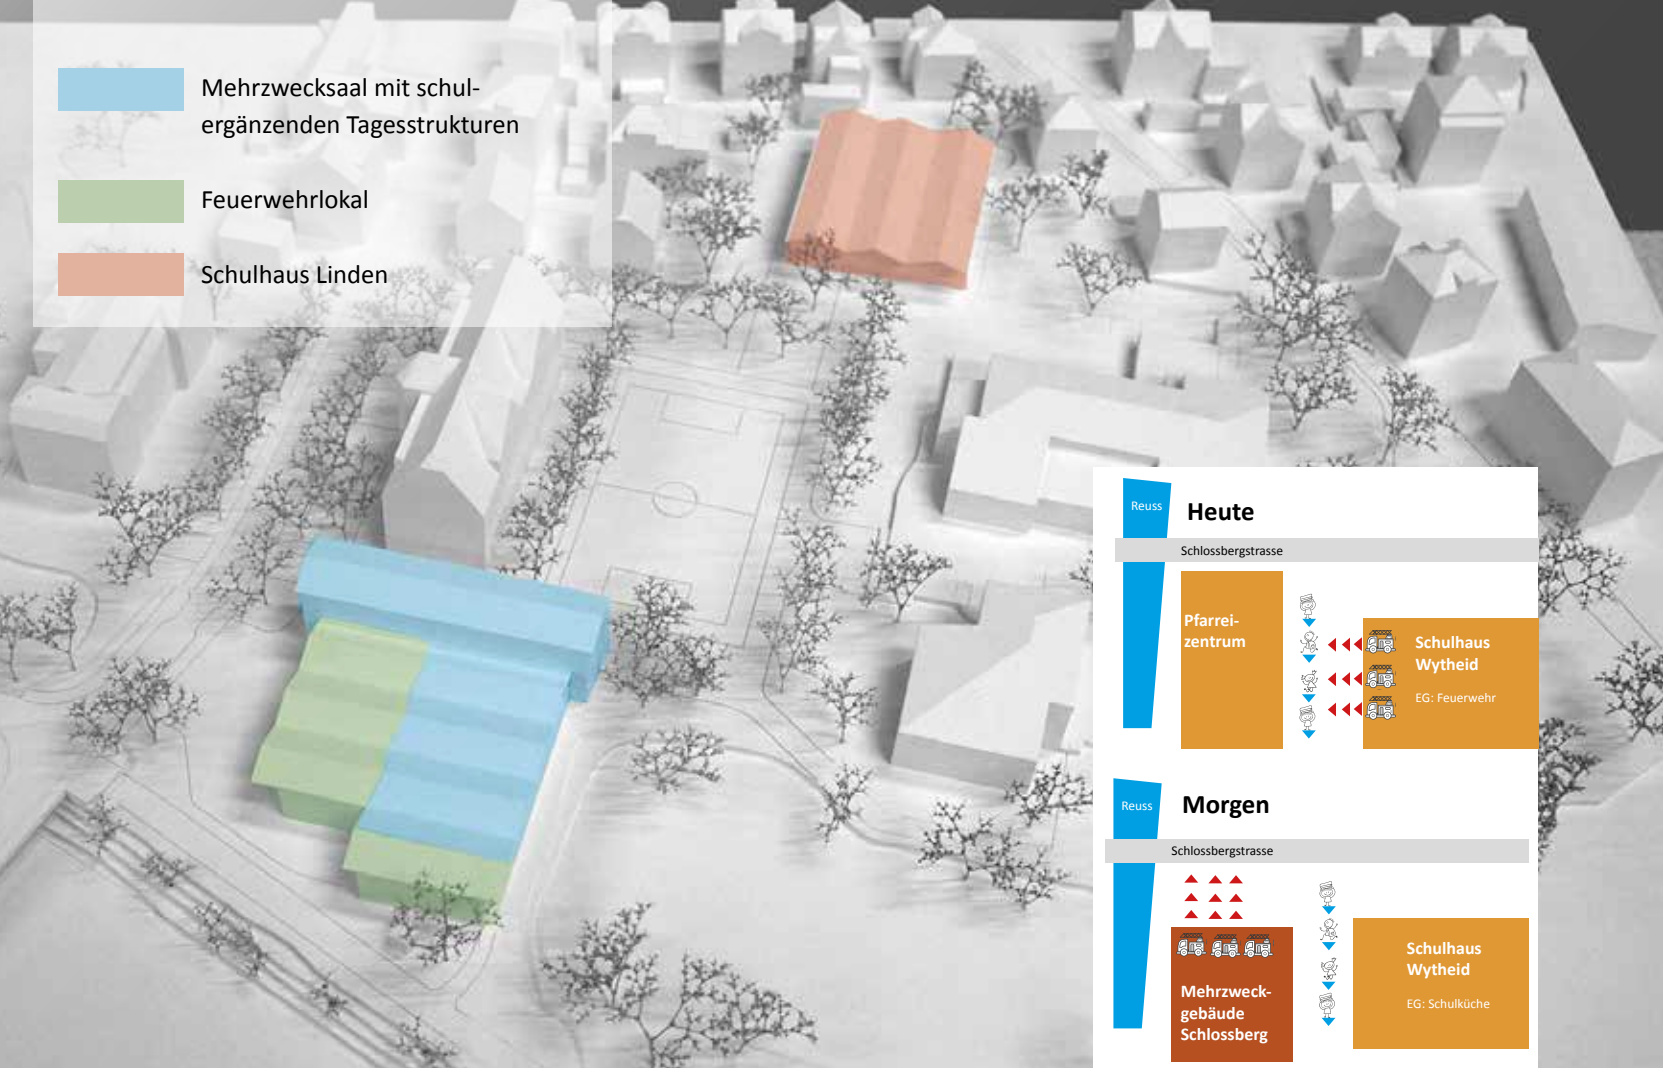 Mehrzwecksaal mit schul-
ergänzenden Tagesstrukturen
Feuerwehrlokal
Schulhaus Linden
Reuss
Heute
Schlossbergstrasse
Pfarrei-
zentrum
Schulhaus
Wytheid
EG: Feuerwehr
Reuss
Morgen
Schlossbergstrasse
Mehrzweck-
gebäude
Schlossberg
Schulhaus
Wytheid
EG: Schulküche